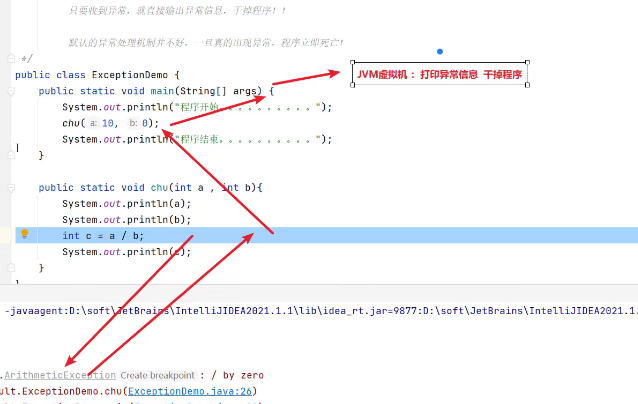 只要收到异常，就直接输出异常信息，干掉程序！！
默认的异常处理机制并不好，一旦真的出现异常，程序立即死亡！
*/
public class ExceptionDemo {
JVM虚拟机 ：打印异常信息 干掉程序
public static void main(String[] args) {
System.out.println("程序开始。。。。。。。。。。");
chu( a: 10, b: 0);
System.out.println("程序结束。。。。。。。。。。");
}
public static void chu(int a , int b){
System.out.println(a);
System.out.println(b);
int c = a / b;
System.out.println(c);
}
}
-javaagent:D:\soft\JetBrains\IntelliJIDEA2021.1.1\lib\idea_rt.jar=9877:D:\soft\JetBrains\IntelliJIDEA2021.1.
.ArithmeticException Create breakpoint : / by zero
ult.ExceptionDemo.chu(ExceptionDemo.java:26)